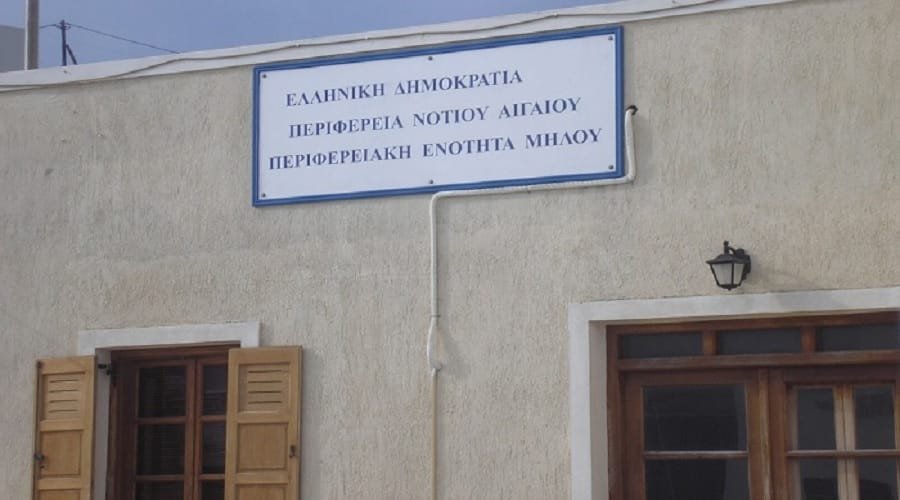 ΕΛΛΗΝΙΚΗ ΔΗΜΟΚΡΑΤΙΑ
ΠΕΡΙΦΕΡΕΙΑ ΝΟΤΙΟΥ ΑΙΓΑΙΟΥ
ΠΕΡΙΦΕΡΕΙΑΚΗ ΕΝΟΤΗΤΑ ΜΗΛΟΥ